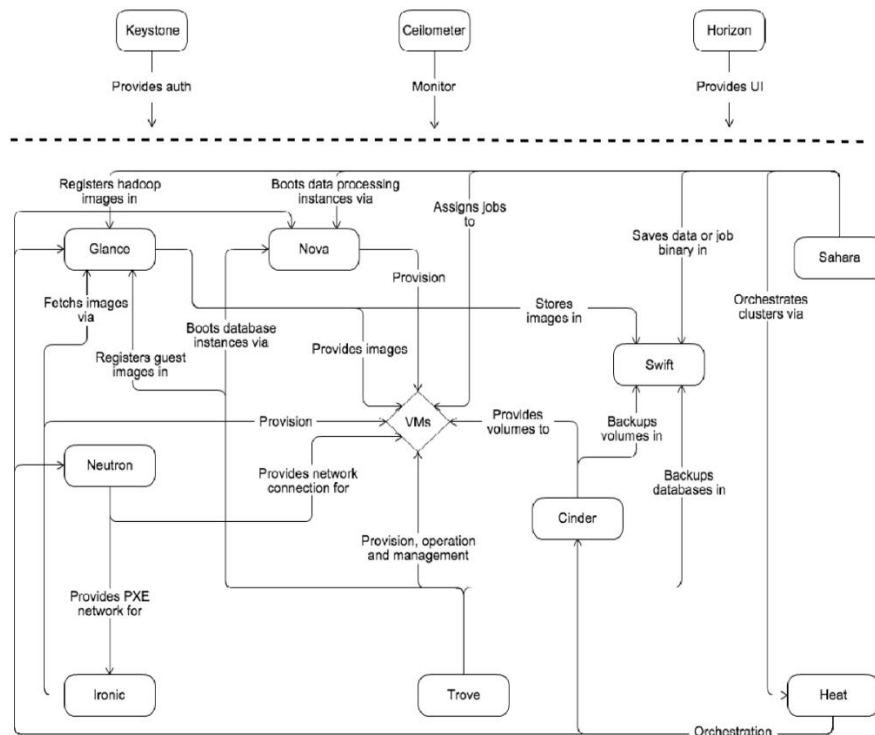 Keystone
Ceilometer
Horizon
Provides auth
Monitor
Provides UI
Registers hadoop
images in
Boots data processing
instances via
Assigns jobs
to
Saves data or job
binary in
Glance
Nova
Sahara
Fetchs images
via
Provision
Orchestrates
clusters via
Stores
images in
Boots database
instances via
Provides images
Registers guest
images in
Swift
Provision
VMs
Provides
volumes to
Backups
volumes in
Neutron
Provides network
connection for
Backups
databases in
Cinder
Provision, operation
and management
Provides PXE
network for
Ironic
Trove
Heat
Orchestration